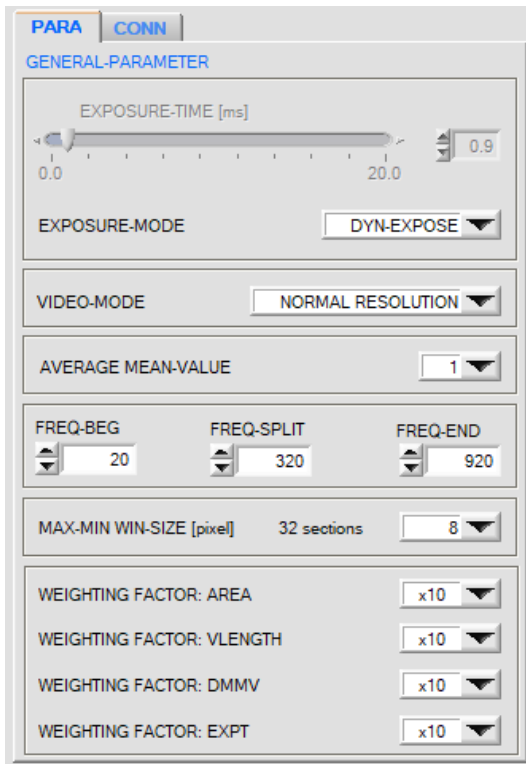 PARA CONN
GENERAL-PARAMETER
EXPOSURE-TIME [ms]
0.9
0.0 20.0
EXPOSURE-MODE DYN-EXPOSE
VIDEO-MODE NORMAL RESOLUTION
AVERAGE MEAN-VALUE 1
FREQ-BEG FREQ-SPLIT FREQ-END
20 320 920
MAX-MIN WIN-SIZE [pixel] 32 sections 8
WEIGHTING FACTOR: AREA x10
WEIGHTING FACTOR: VLENGTH x10
WEIGHTING FACTOR: DMMV x10
WEIGHTING FACTOR: EXPT x10